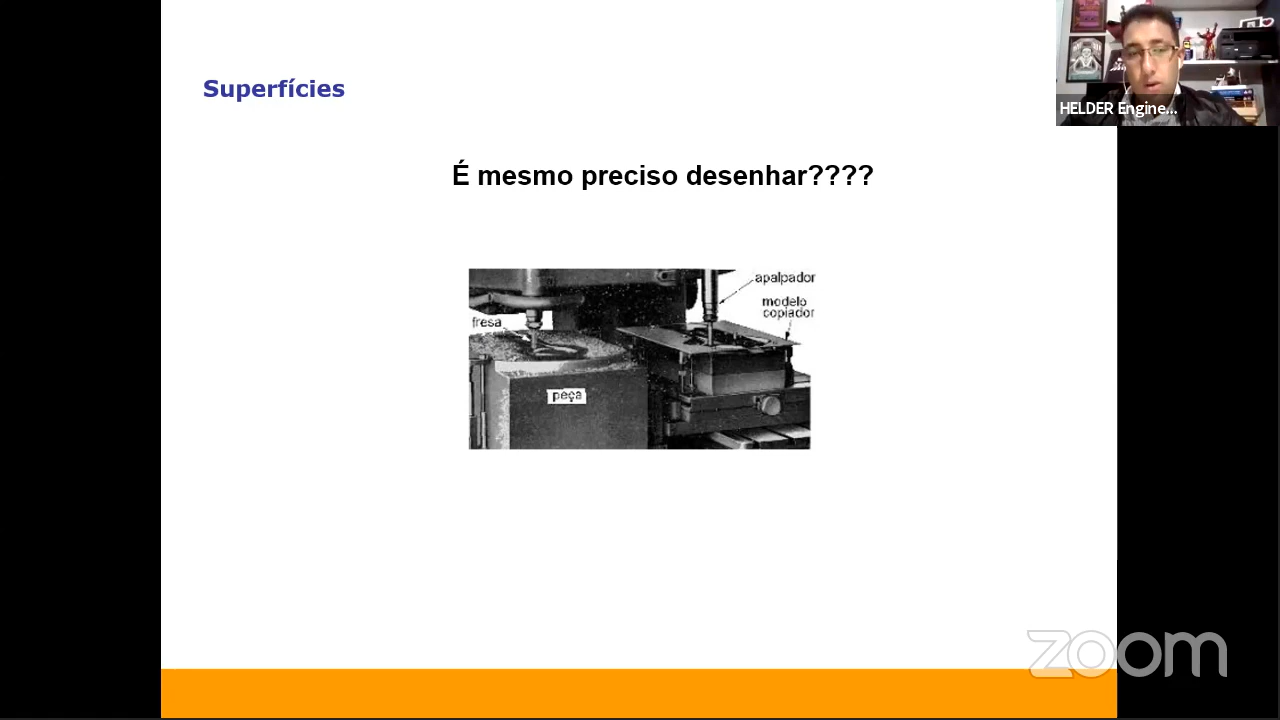 Superfícies
HELDER Engine...
É mesmo preciso desenhar????
apalpador
modelo
copiador
fresa
peça
zoom